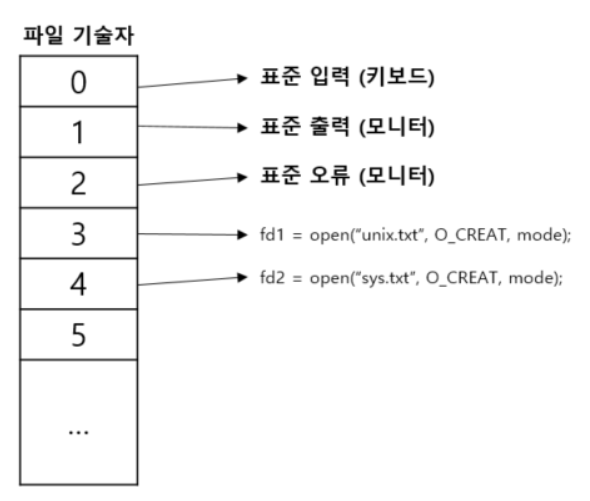 파일 기술자
0
표준 입력 (키보드)
1
표준 출력 (모니터)
2
표준 오류 (모니터)
3
fd1 = open("unix.txt", O_CREAT, mode);
4
fd2 = open("sys.txt", O_CREAT, mode);
5
...